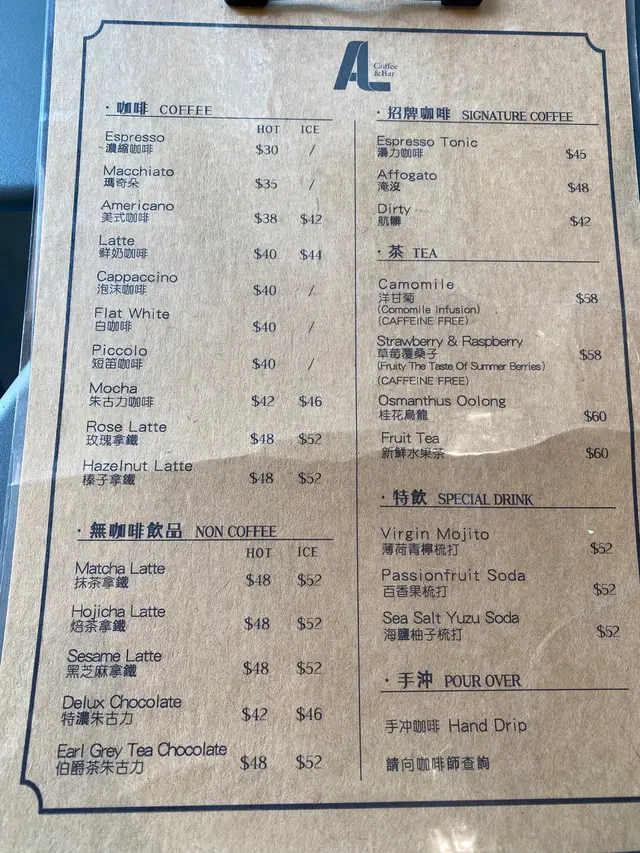 AL Coffee
&Bar
· 咖啡 COFFEE
HOT ICE
Espresso
濃縮咖啡 $30 /
Macchiato
瑪奇朵 $35 /
Americano
美式咖啡 $38 $42
Latte
鮮奶咖啡 $40 $44
Cappaccino
泡沫咖啡 $40 /
Flat White
白咖啡 $40 /
Piccolo
短笛咖啡 $40 /
Mocha
朱古力咖啡 $42 $46
Rose Latte
玫瑰拿鐵 $48 $52
Hazelnut Latte
榛子拿鐵 $48 $52
· 無咖啡飲品 NON COFFEE
HOT ICE
Matcha Latte
抹茶拿鐵 $48 $52
Hojicha Latte
焙茶拿鐵 $48 $52
Sesame Latte
黑芝麻拿鐵 $48 $52
Delux Chocolate
特濃朱古力 $42 $46
Earl Grey Tea Chocolate
伯爵茶朱古力 $48 $52
· 招牌咖啡 SIGNATURE COFFEE
Espresso Tonic
湯力咖啡 $45
Affogato
淹沒 $48
Dirty
骯髒 $42
· 茶 TEA
Camomile
洋甘菊 $58
(Comomile Infusion)
(CAFFEINE FREE)
Strawberry & Raspberry
草莓覆桑子 $58
(Fruity The Taste Of Summer Berries)
(CAFFEINE FREE)
Osmanthus Oolong
桂花烏龍 $60
Fruit Tea
新鮮水果茶 $60
· 特飲 SPECIAL DRINK
Virgin Mojito
薄荷青檸梳打 $52
Passionfruit Soda
百香果梳打 $52
Sea Salt Yuzu Soda
海鹽柚子梳打 $52
· 手沖 POUR OVER
手冲咖啡 Hand Drip
請向咖啡師查詢